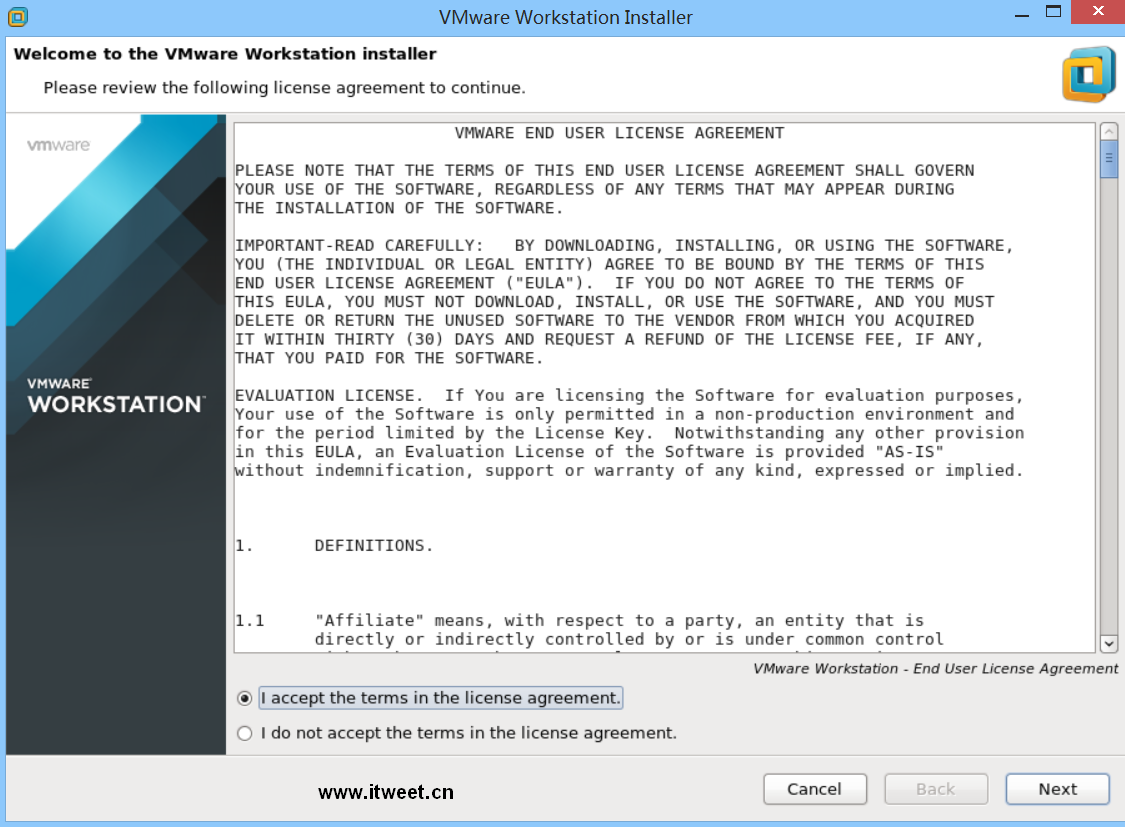 VMware Workstation Installer
Welcome to the VMware Workstation installer
Please review the following license agreement to continue.
vmware
VMWARE
WORKSTATION
VMWARE END USER LICENSE AGREEMENT
PLEASE NOTE THAT THE TERMS OF THIS END USER LICENSE AGREEMENT SHALL GOVERN
YOUR USE OF THE SOFTWARE, REGARDLESS OF ANY TERMS THAT MAY APPEAR DURING
THE INSTALLATION OF THE SOFTWARE.
IMPORTANT-READ CAREFULLY:   BY DOWNLOADING, INSTALLING, OR USING THE SOFTWARE,
YOU (THE INDIVIDUAL OR LEGAL ENTITY) AGREE TO BE BOUND BY THE TERMS OF THIS
END USER LICENSE AGREEMENT ("EULA").  IF YOU DO NOT AGREE TO THE TERMS OF
THIS EULA, YOU MUST NOT DOWNLOAD, INSTALL, OR USE THE SOFTWARE, AND YOU MUST
DELETE OR RETURN THE UNUSED SOFTWARE TO THE VENDOR FROM WHICH YOU ACQUIRED
IT WITHIN THIRTY (30) DAYS AND REQUEST A REFUND OF THE LICENSE FEE, IF ANY,
THAT YOU PAID FOR THE SOFTWARE.
EVALUATION LICENSE.  If You are licensing the Software for evaluation purposes,
Your use of the Software is only permitted in a non-production environment and
for the period limited by the License Key.  Notwithstanding any other provision
in this EULA, an Evaluation License of the Software is provided "AS-IS"
without indemnification, support or warranty of any kind, expressed or implied.
1.      DEFINITIONS.
1.1     "Affiliate" means, with respect to a party, an entity that is
directly or indirectly controlled by or is under common control
VMware Workstation - End User License Agreement
I accept the terms in the license agreement.
I do not accept the terms in the license agreement.
www.itweet.cn
Cancel Back Next